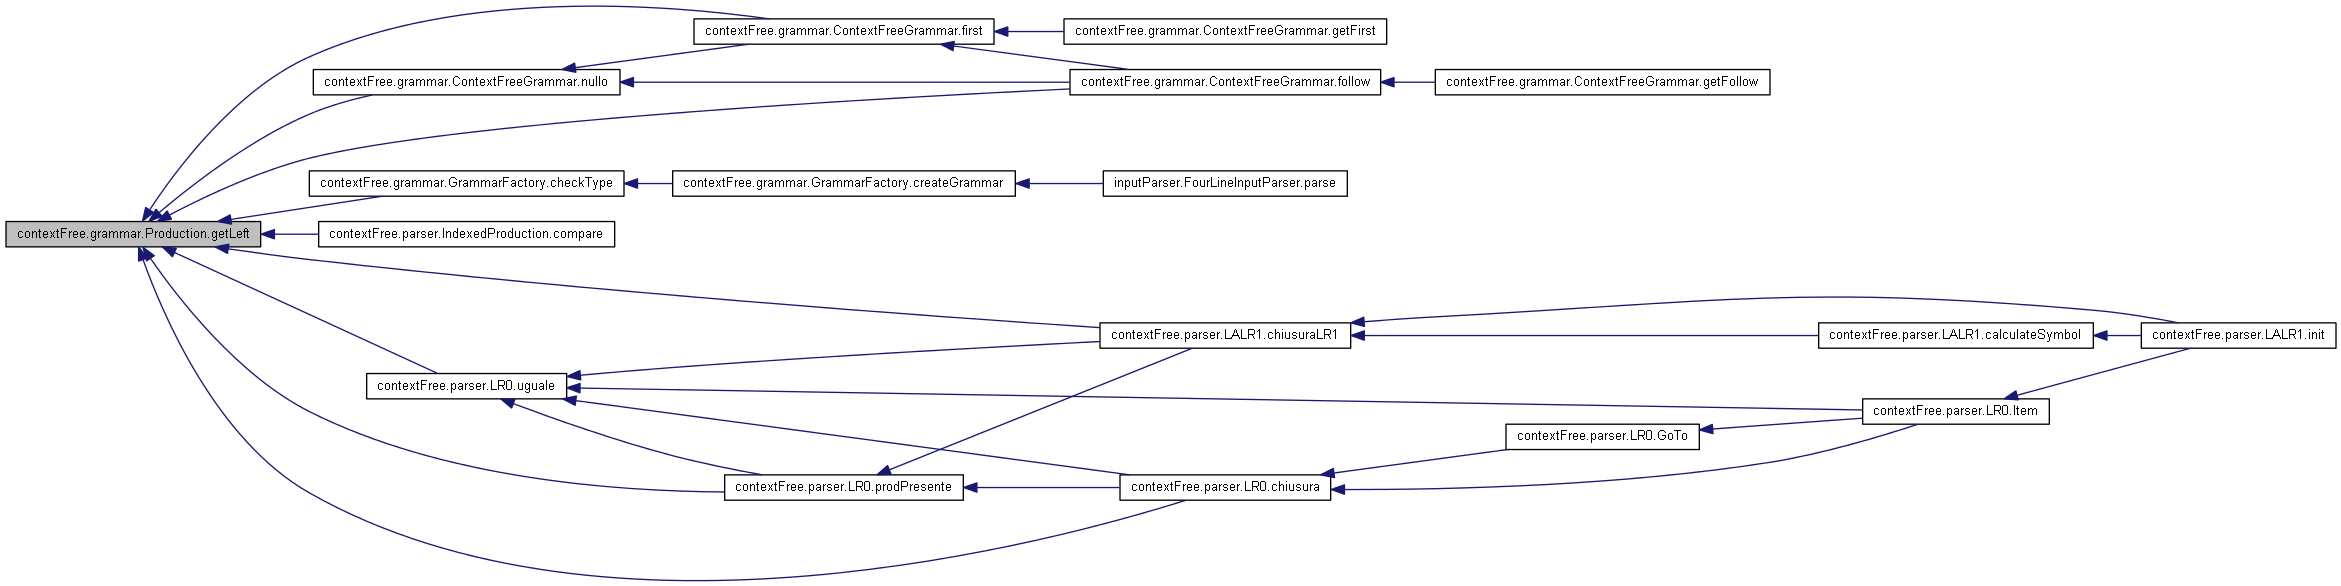 contextFree.grammar.ContextFreeGrammar.first
contextFree.grammar.ContextFreeGrammar.getFirst
contextFree.grammar.ContextFreeGrammar.nullo
contextFree.grammar.ContextFreeGrammar.follow
contextFree.grammar.ContextFreeGrammar.getFollow
contextFree.grammar.GrammarFactory.checkType
contextFree.grammar.GrammarFactory.createGrammar
inputParser.FourLineInputParser.parse
contextFree.grammar.Production.getLeft
contextFree.parser.IndexedProduction.compare
contextFree.parser.LALR1.chiusuraLR1
contextFree.parser.LALR1.calculateSymbol
contextFree.parser.LALR1.init
contextFree.parser.LR0.uguale
contextFree.parser.LR0.Item
contextFree.parser.LR0.GoTo
contextFree.parser.LR0.prodPresente
contextFree.parser.LR0.chiusura